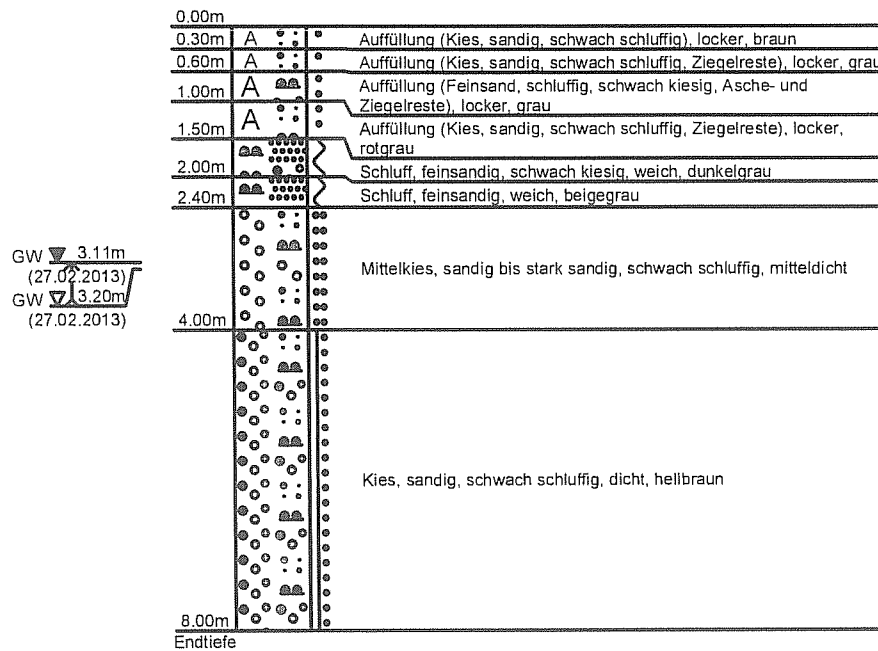 0.00m
0.30m A Auffüllung (Kies, sandig, schwach schluffig), locker, braun
0.60m A Auffüllung (Kies, sandig, schwach schluffig, Ziegelreste), locker, grau
1.00m A Auffüllung (Feinsand, schluffig, schwach kiesig, Asche- und
Ziegelreste), locker, grau
1.50m A Auffüllung (Kies, sandig, schwach schluffig, Ziegelreste), locker,
rotgrau
2.00m Schluff, feinsandig, schwach kiesig, weich, dunkelgrau
2.40m Schluff, feinsandig, weich, beigegrau
GW 3.11m
(27.02.2013)
GW 3.20m
(27.02.2013)
Mittelkies, sandig bis stark sandig, schwach schluffig, mitteldicht
4.00m
Kies, sandig, schwach schluffig, dicht, hellbraun
8.00m
Endtiefe